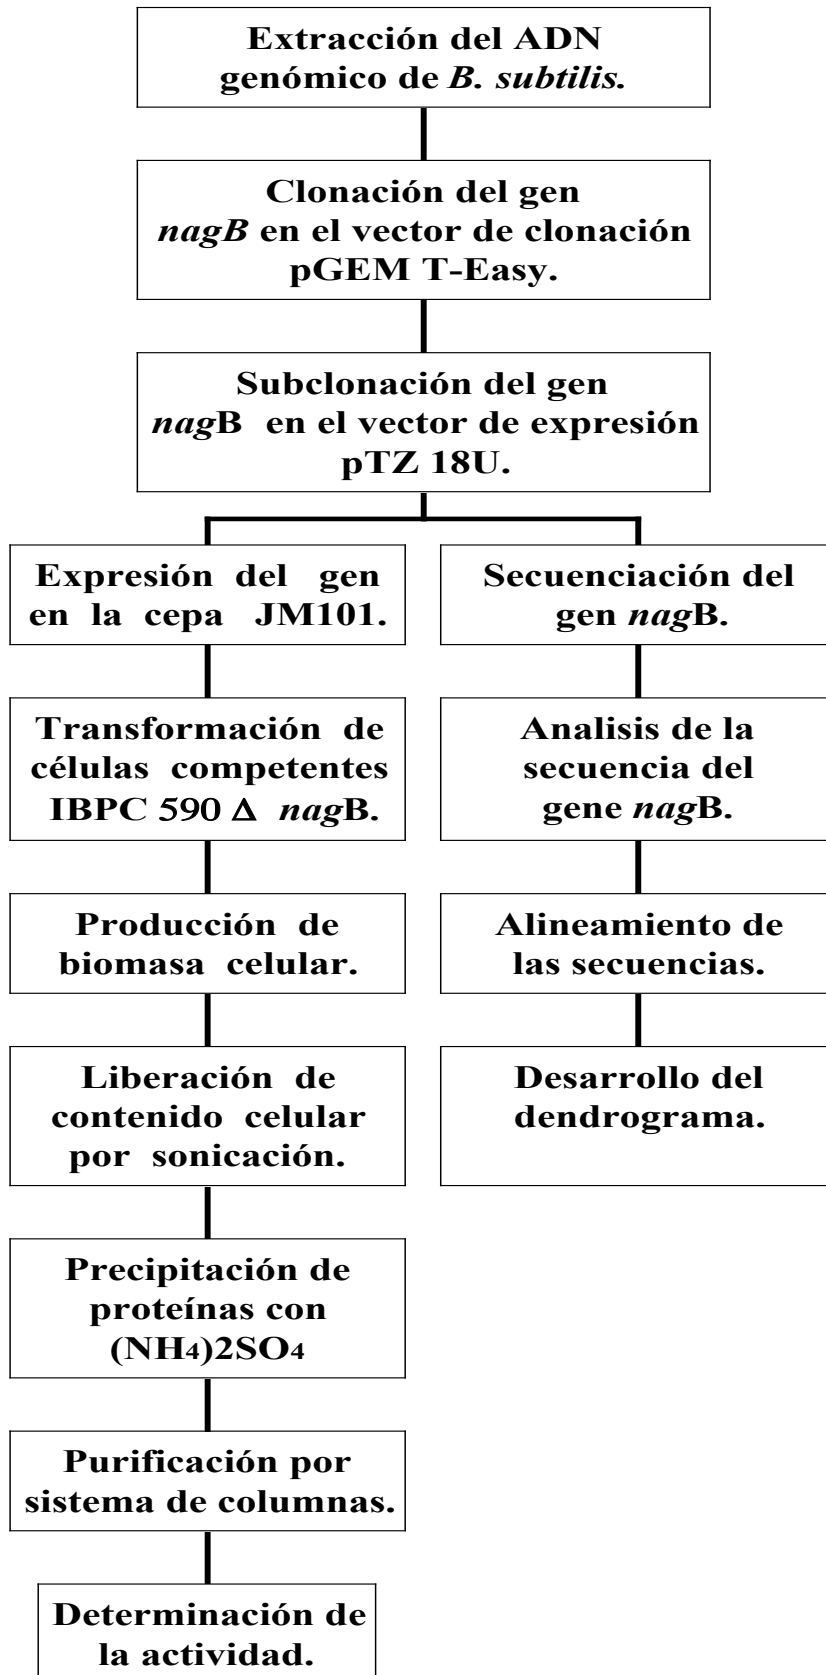 Extracción del ADN
genómico de B. subtilis.
Clonación del gen
nagB en el vector de clonación
pGEM T-Easy.
Subclonación del gen
nagB en el vector de expresión
pTZ 18U.
Expresión del gen
en la cepa JM101.
Transformación de
células competentes
IBPC 590 Δ nagB.
Producción de
biomasa celular.
Liberación de
contenido celular
por sonicación.
Precipitación de
proteínas con
(NH4)2SO4
Purificación por
sistema de columnas.
Determinación de
la actividad.
Secuenciación del
gen nagB.
Analisis de la
secuencia del
gene nagB.
Alineamiento de
las secuencias.
Desarrollo del
dendrograma.